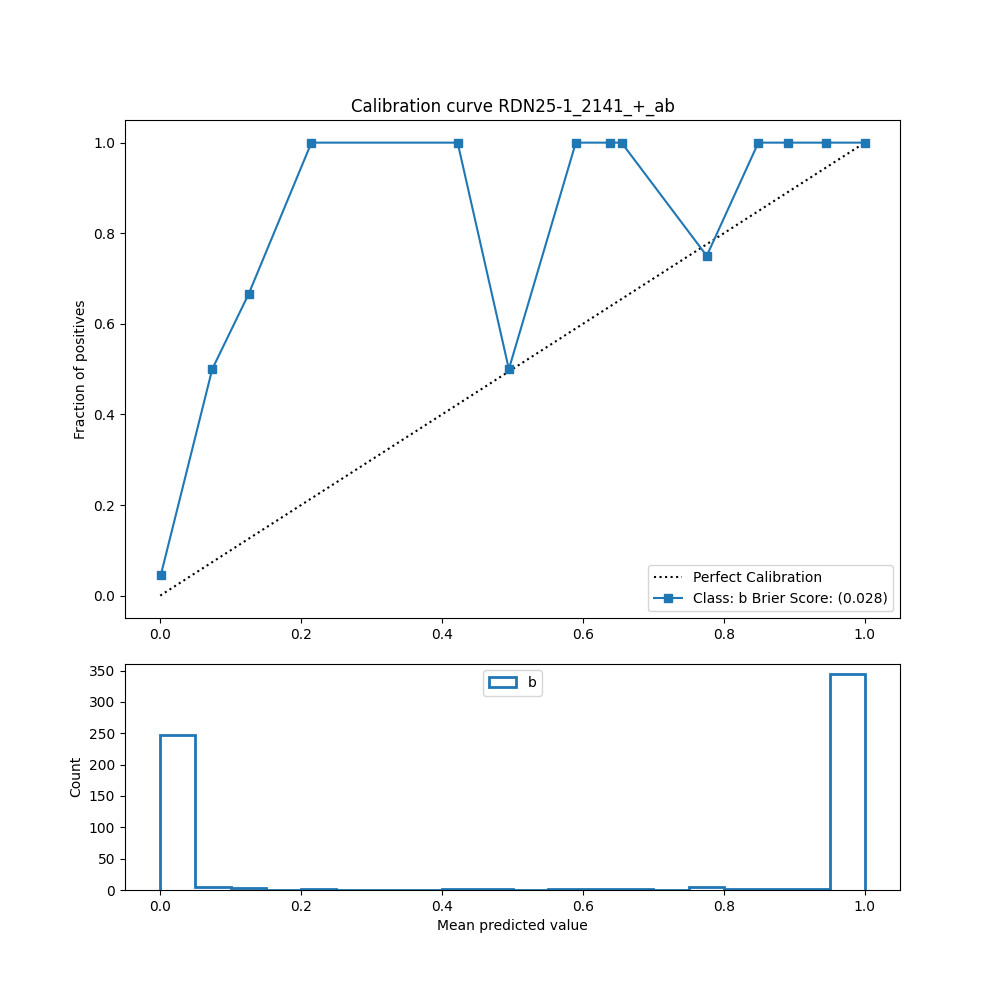 Calibration curve RDN25-1_2141_+_ab
1.0
0.8
0.6
0.4
0.2
0.0
Fraction of positives
0.0 0.2 0.4 0.6 0.8 1.0
Perfect Calibration
Class: b Brier Score: (0.028)
350
300
250
200
150
100
50
0
Count
b
0.0 0.2 0.4 0.6 0.8 1.0
Mean predicted value